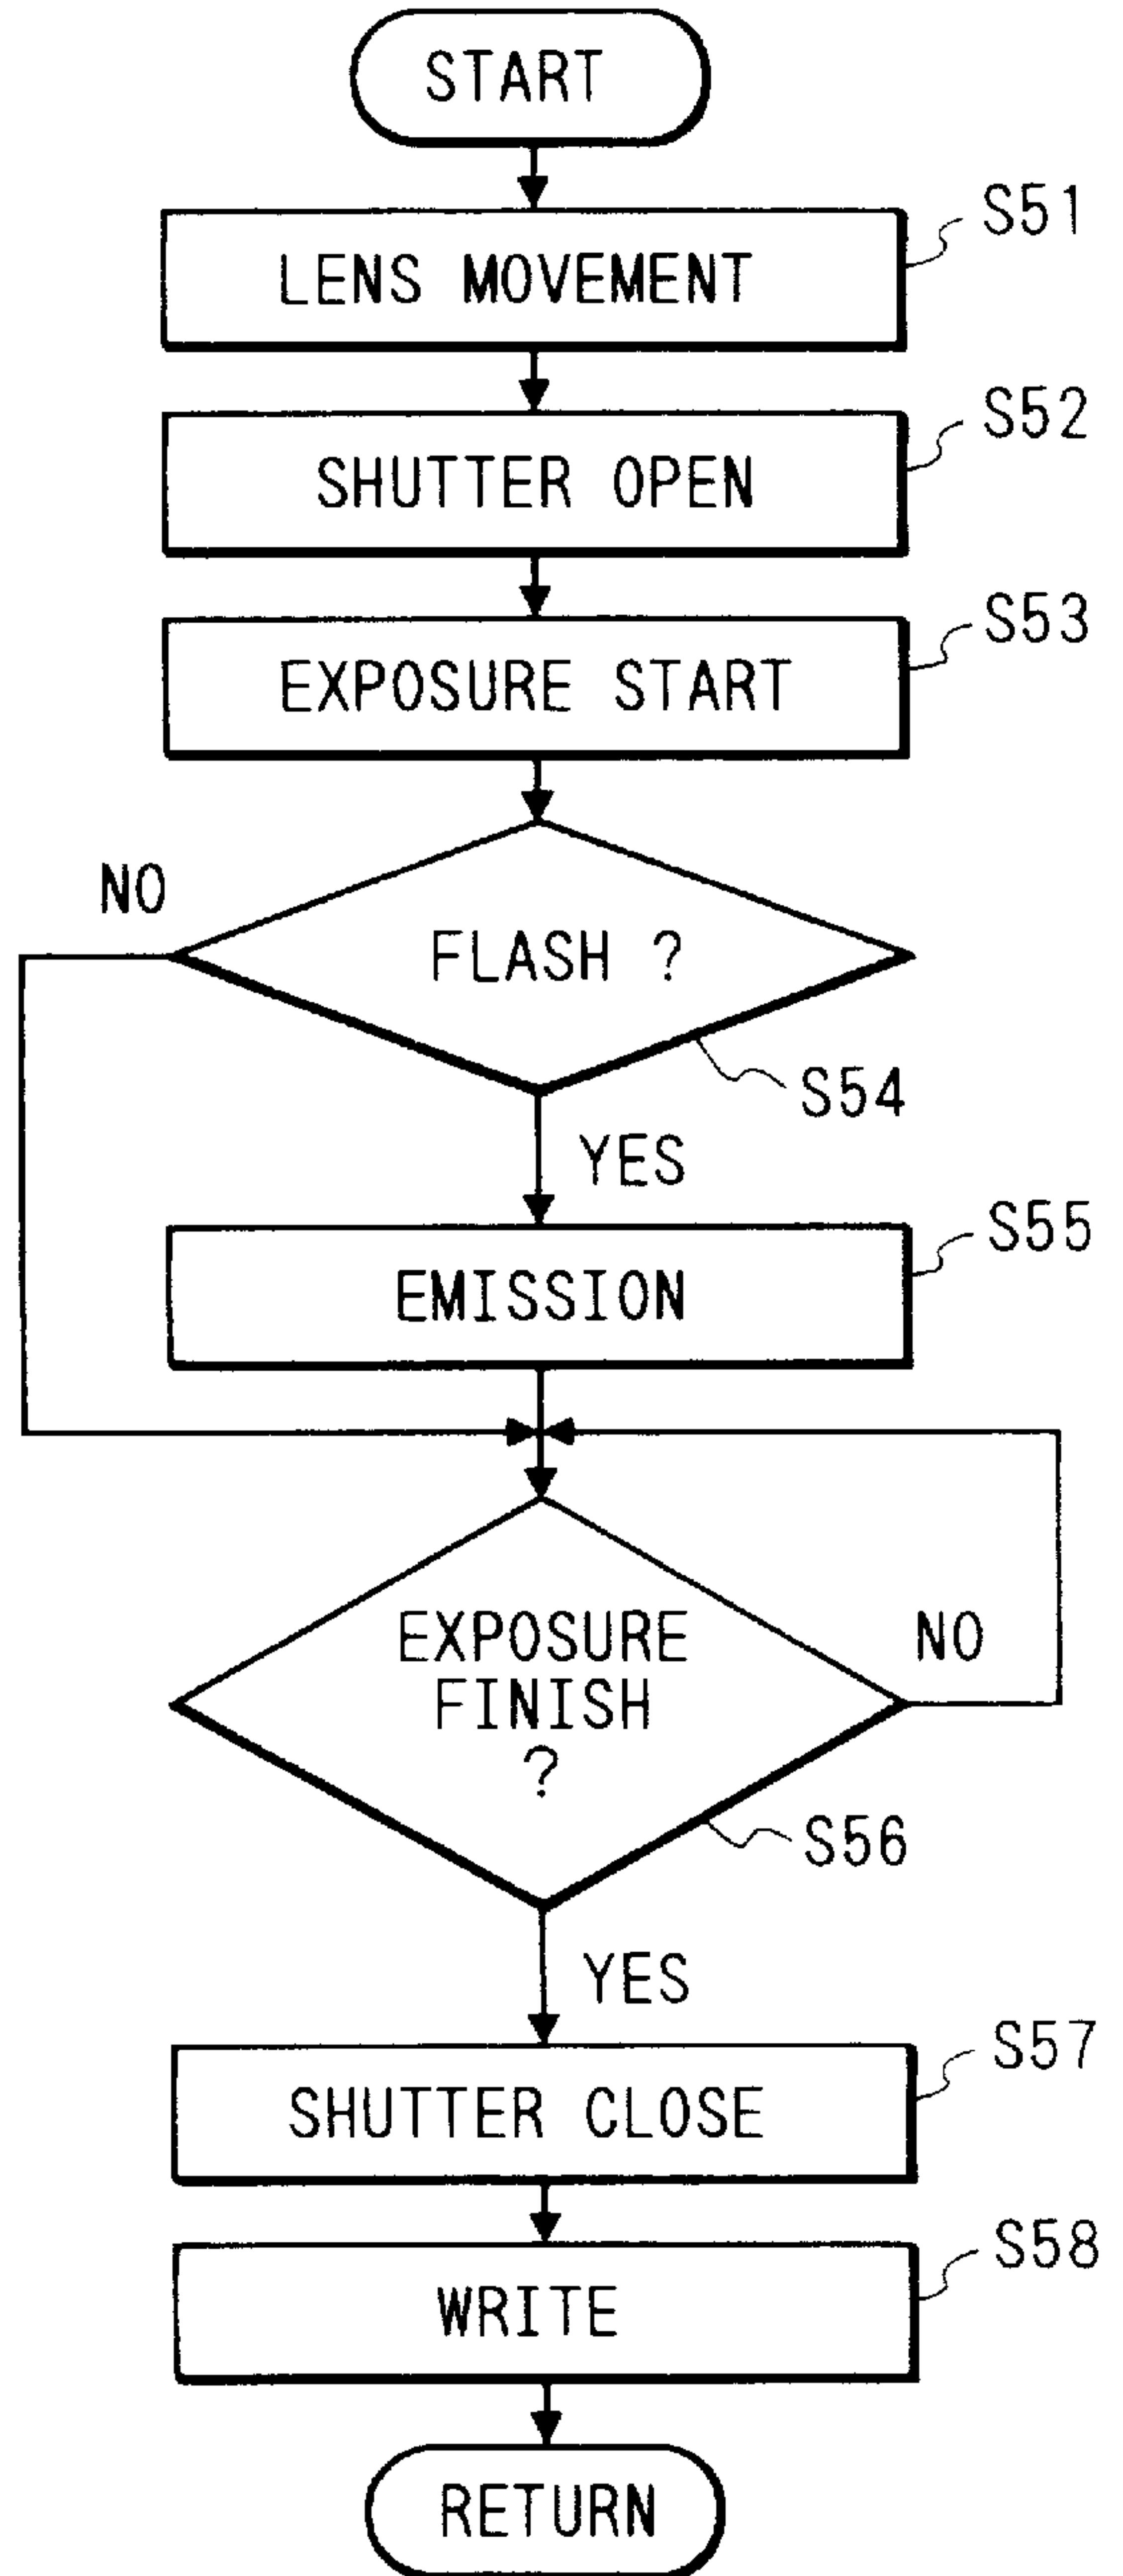 START
S51
LENS MOVEMENT
S52
SHUTTER OPEN
S53
EXPOSURE START
NO
FLASH ?
S54
YES
S55
EMISSION
EXPOSURE
FINISH
?
NO
S56
YES
S57
SHUTTER CLOSE
S58
WRITE
RETURN